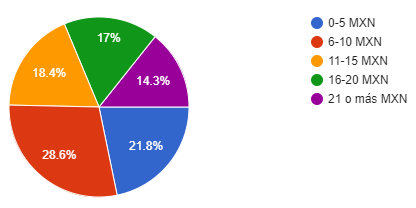 17%
18.4%
14.3%
28.6%
21.8%
0-5 MXN
6-10 MXN
11-15 MXN
16-20 MXN
21 o más MXN